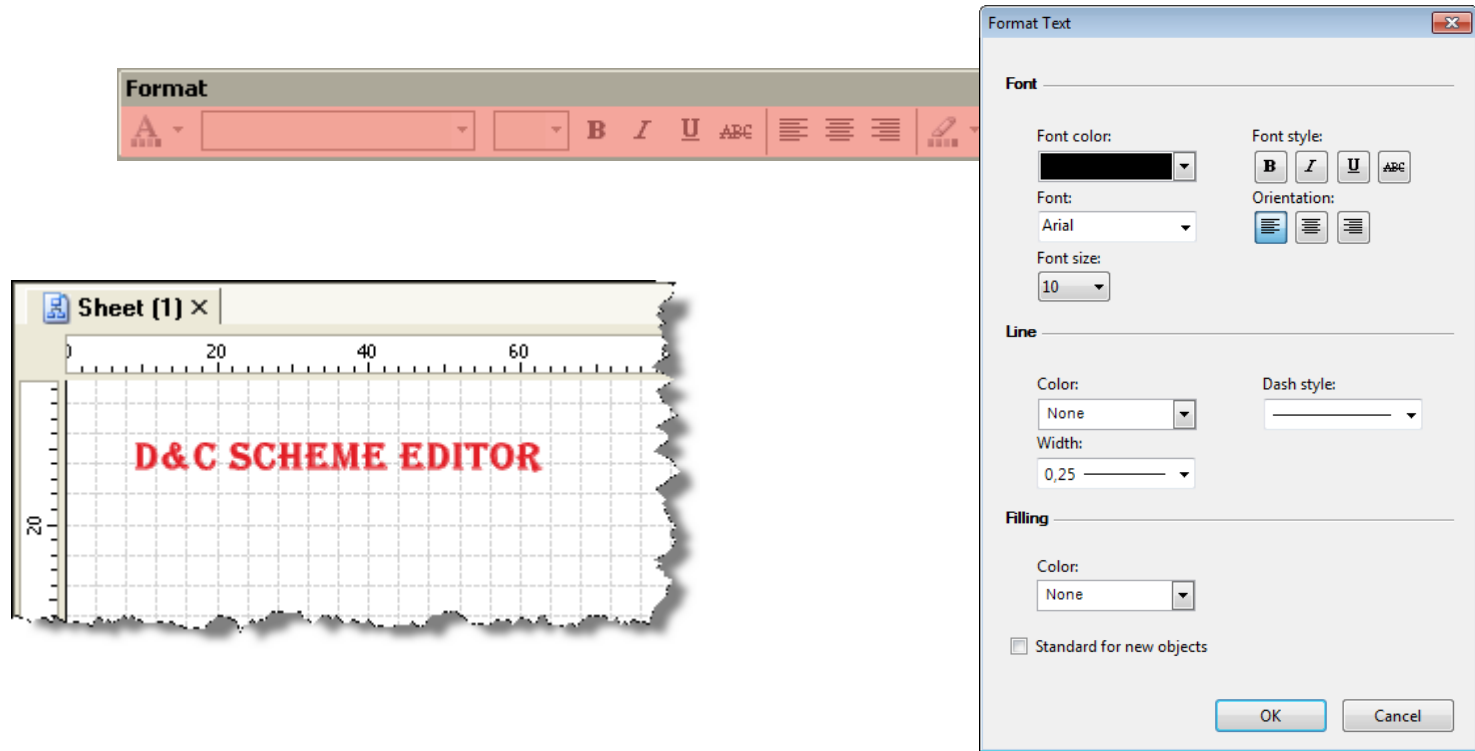 Format
A B I U ABC
Sheet (1) ×
0 20 40 60
D&C SCHEME EDITOR
20
Format Text
Font
Font color: Font style:
B I U ABC
Font: Orientation:
Arial
Font size:
10
Line
Color: Dash style:
None
Width:
0,25
Filling
Color:
None
Standard for new objects
OK Cancel